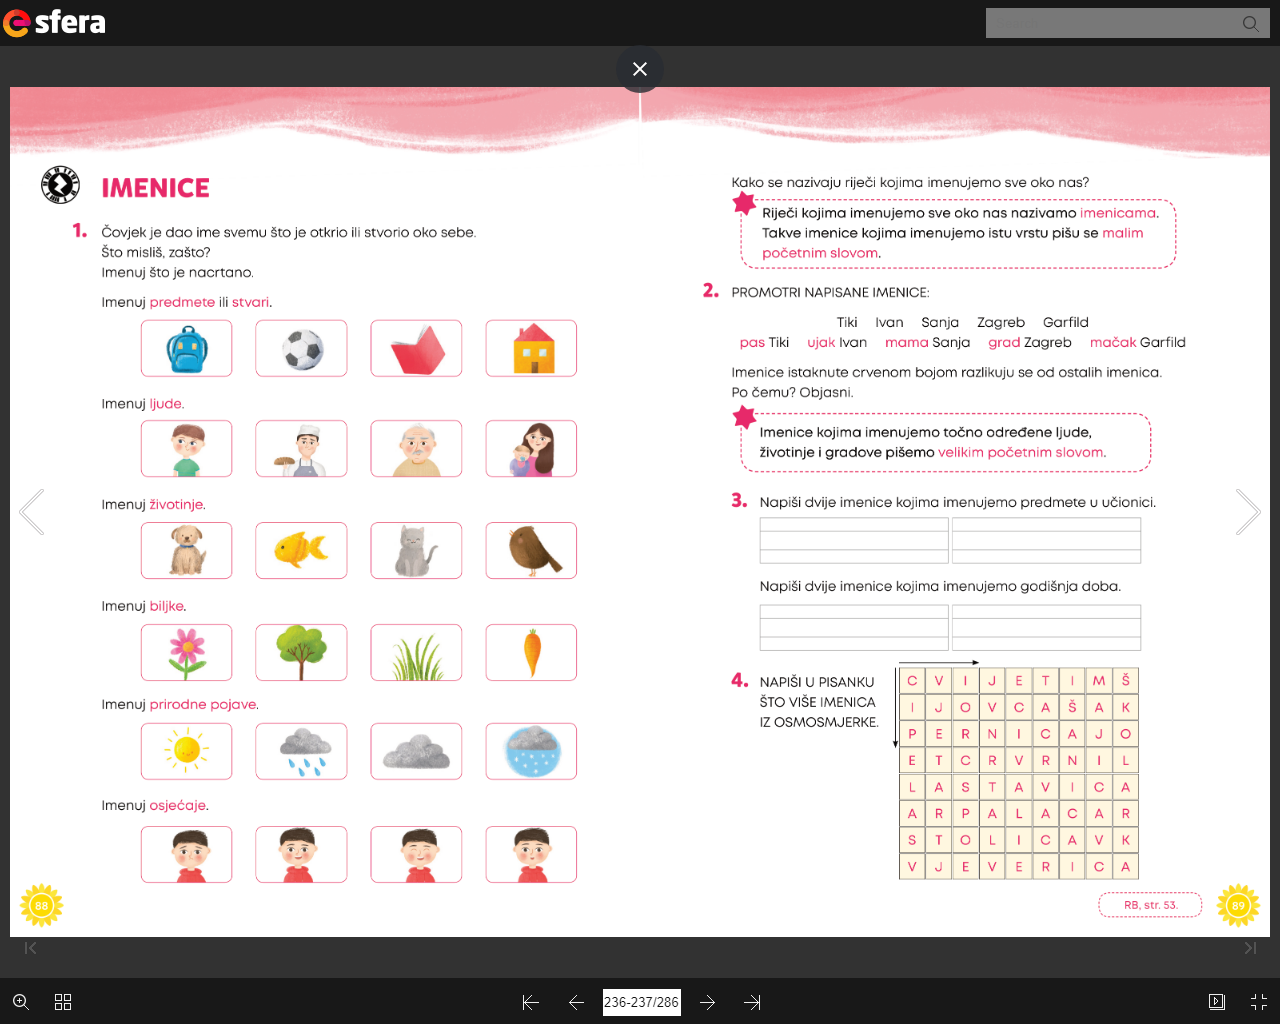 e sfera
IMENICE
1. Čovjek je dao ime svemu što je otkrio ili stvorio oko sebe.
Što misliš, zašto?
Imenuj što je nacrtano.
Imenuj predmete ili stvari.
Imenuj ljude.
Imenuj životinje.
Imenuj biljke.
Imenuj prirodne pojave.
Imenuj osjećaje.
88
Kako se nazivaju riječi kojima imenujemo sve oko nas?
Riječi kojima imenujemo sve oko nas nazivamo imenicama.
Takve imenice kojima imenujemo istu vrstu pišu se malim
početnim slovom.
2. PROMOTRI NAPISANE IMENICE:
Tiki Ivan Sanja Zagreb Garfild
pas Tiki ujak Ivan mama Sanja grad Zagreb mačak Garfild
Imenice istaknute crvenom bojom razlikuju se od ostalih imenica.
Po čemu? Objasni.
Imenice kojima imenujemo točno određene ljude,
životinje i gradove pišemo velikim početnim slovom.
3. Napiši dvije imenice kojima imenujemo predmete u učionici.
Napiši dvije imenice kojima imenujemo godišnja doba.
4. NAPIŠI U PISANKU
ŠTO VIŠE IMENICA
IZ OSMOSMJERKE.
C V I J E T I M Š
I J O V C A Š A K
P E R N I C A J O
E T C R V R N I L
L A S T A V I C A
A R P A L A C A R
S T O L I C A V K
V J E V E R I C A
RB, str. 53.
89
236-237/286